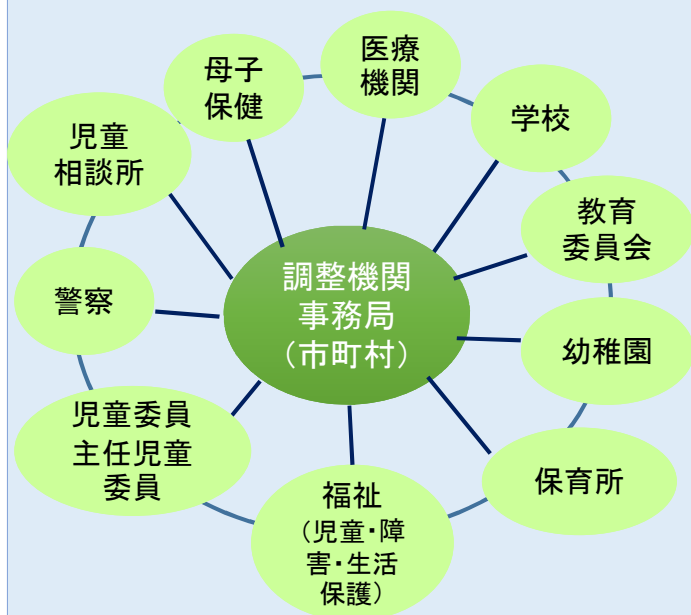 医療
機関
母子
保健
学校
児童
相談所
教育
委員会
調整機関
事務局
（市町村）
警察
幼稚園
児童委員
主任児童
委員
保育所
福祉
（児童・障
害・生活
保護）